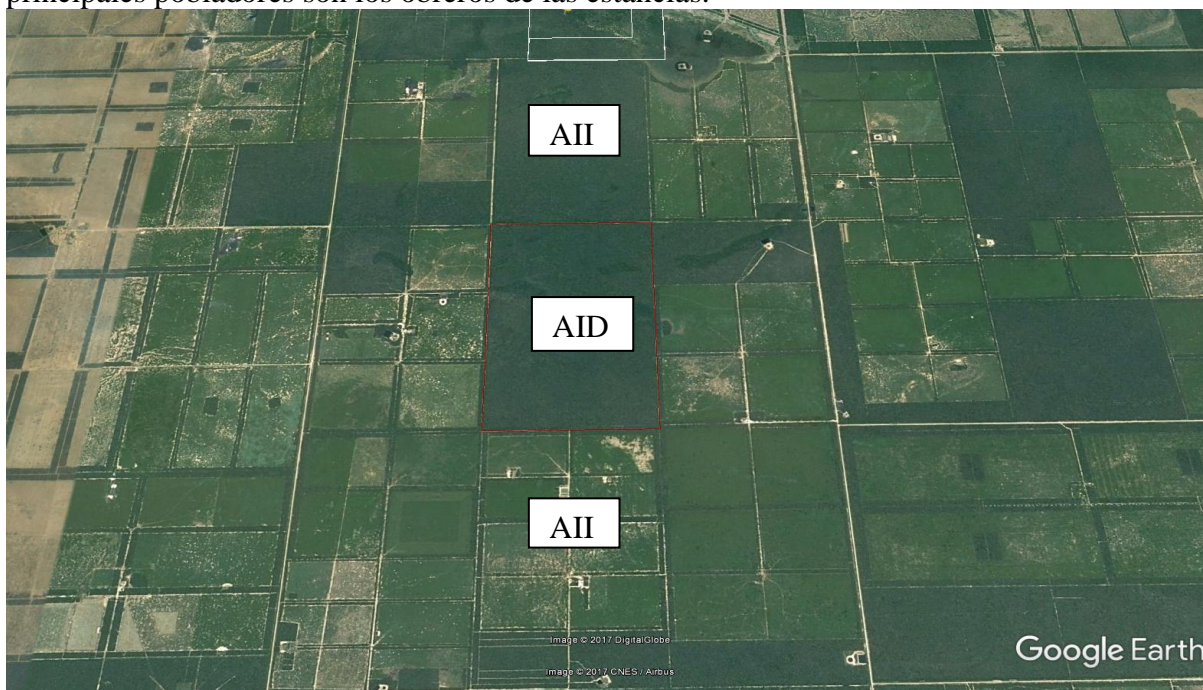 principales pobladores son los obreros de las estancias.
AII
AID
AII
Image © 2017 DigitalGlobe
Image © 2017 CNES / Airbus
Google Earth